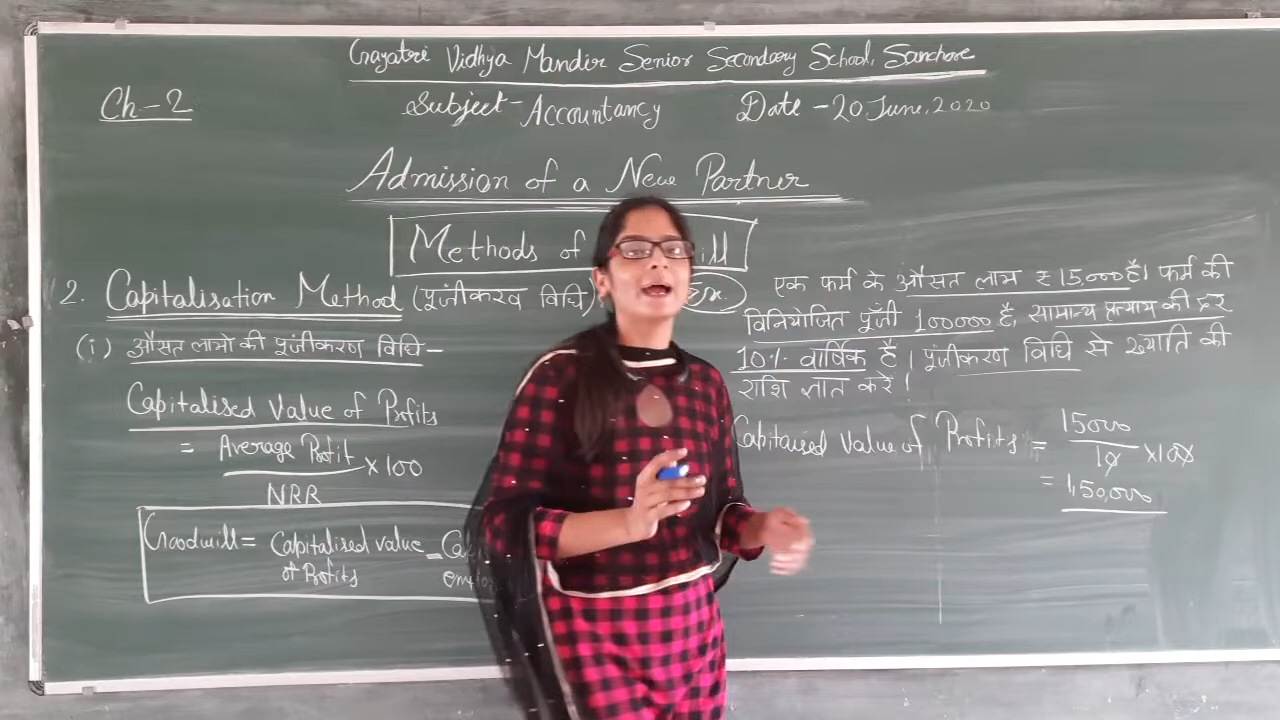 Gayatri Vidhya Mandir Senior Secondary School, Sanchore
Ch-2
Subject - Accountancy
Date - 20 June, 2020
Admission of a New Partner
Methods of
2. Capitalisation Method (पूंजीकरण विधि)
(i) औसत लाभो की पूंजीकरण विधि-
Capitalised Value of Profits
= Average Profit / NRR × 100
Goodwill = Capitalised value of Profits -
एक फर्म के औसत लाभ ₹15,000 है। फर्म की
विनियोजित पूँजी 100000 है, सामान्य प्रत्याय की दर
10% वार्षिक है। पूंजीकरण विधि से ख्याति की
राशि ज्ञात करें!
Capitalised Value of Profits = 15000 / 10 × 100
= 1,50,000